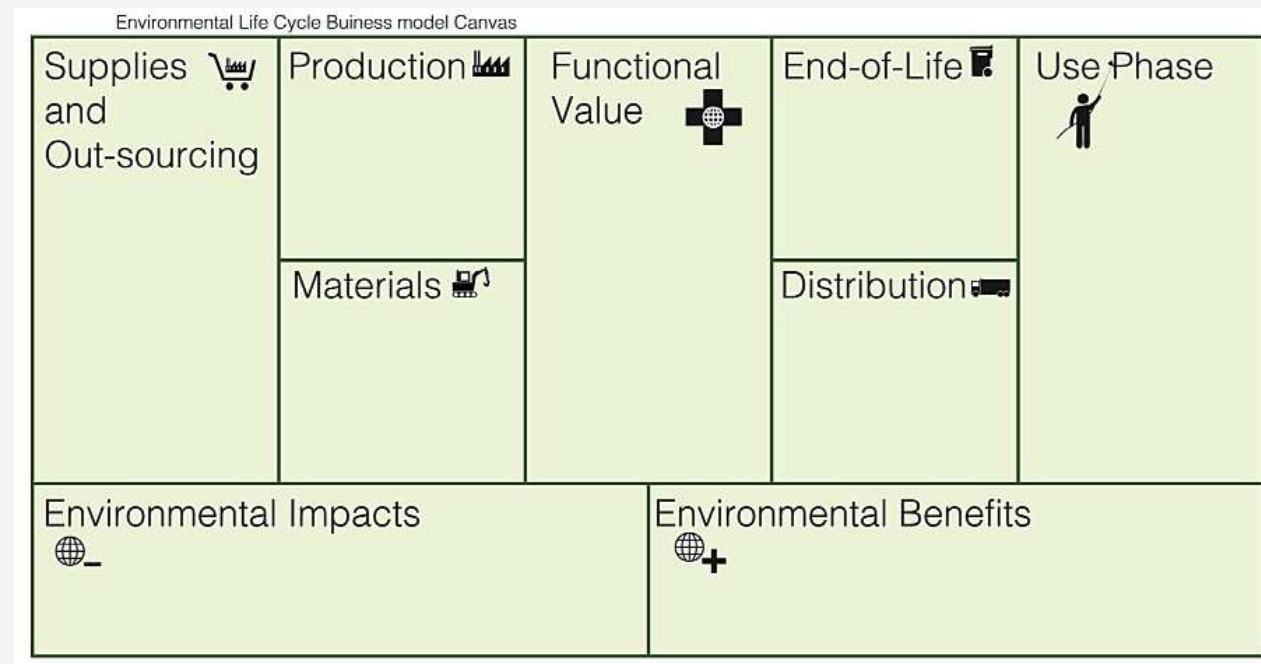 Environmental Life Cycle Buiness model Canvas
Supplies
and
Out-sourcing
Production
Materials
Functional
Value
End-of-Life
Distribution
Use Phase
Environmental Impacts
Environmental Benefits